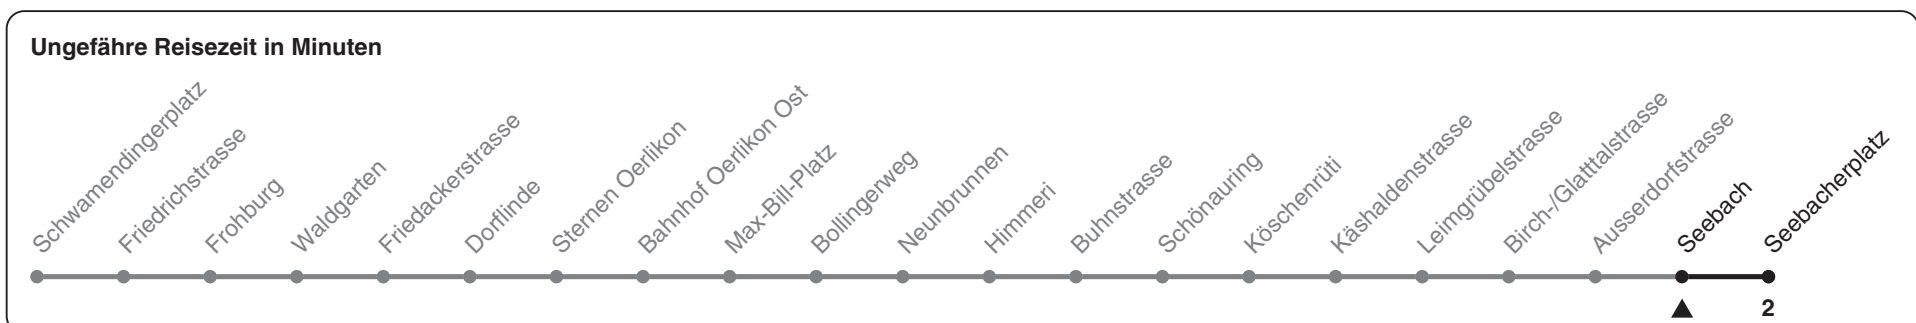 Ungefähre Reisezeit in Minuten
Schwamendingerplatz
Friedrichstrasse
Frohburg
Waldgarten
Friedackerstrasse
Dorflinde
Sternen Oerlikon
Bahnhof Oerlikon Ost
Max-Bill-Platz
Bollingerweg
Neunbrunnen
Himmeri
Buhnstrasse
Schönauring
Köschenrüti
Käshaldenstrasse
Leimgrübelstrasse
Birch-/Glatttalstrasse
Ausserdorfstrasse
Seebach
Seebacherplatz
2